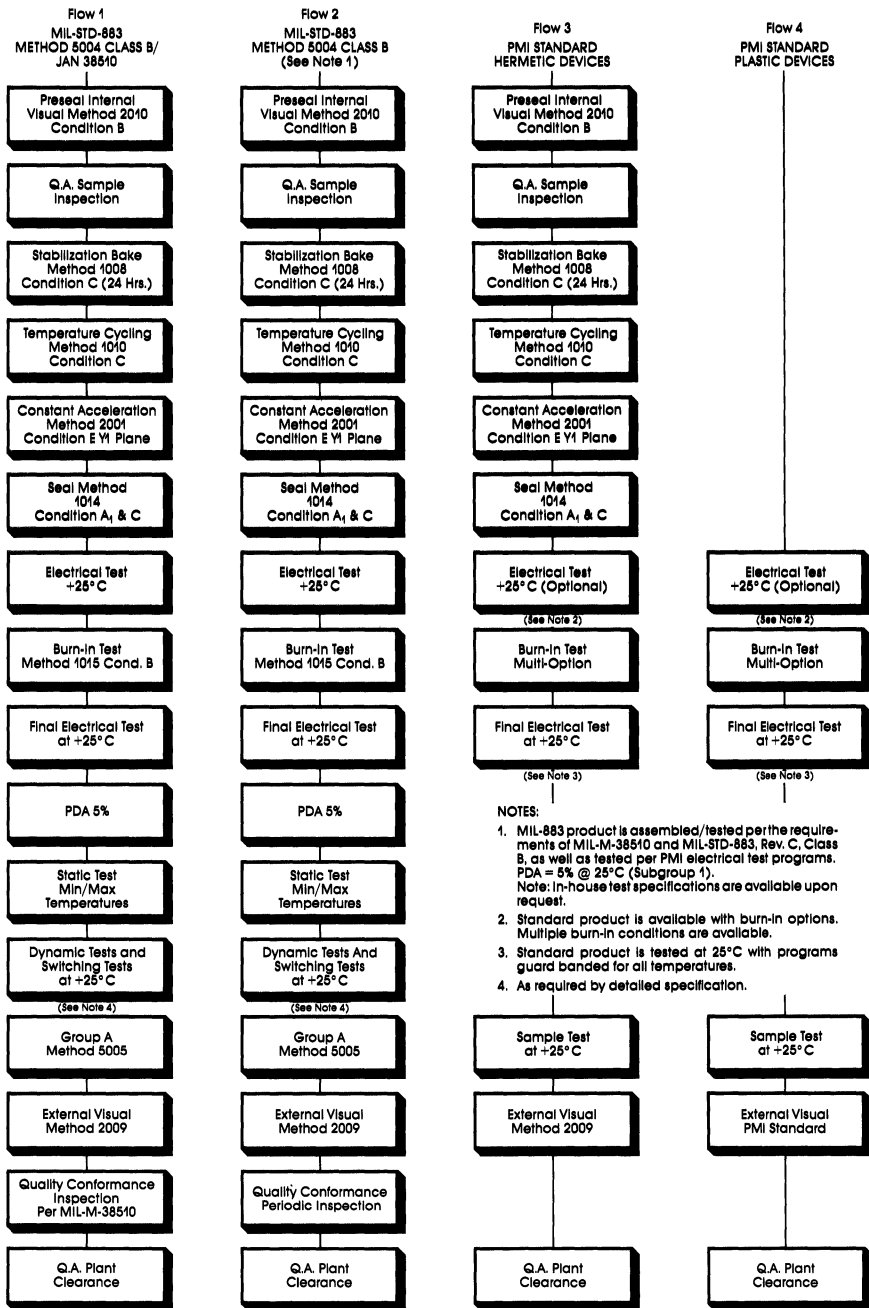 Flow 1
MIL-STD-883
METHOD 5004 CLASS B/
JAN 38510
Preseal Internal
Visual Method 2010
Condition B
Q.A. Sample
Inspection
Stabilization Bake
Method 1008
Condition C (24 Hrs.)
Temperature Cycling
Method 1010
Condition C
Constant Acceleration
Method 2001
Condition E Y1 Plane
Seal Method
1014
Condition A₁ & C
Electrical Test
+25°C
Burn-In Test
Method 1015 Cond. B
Final Electrical Test
at +25°C
PDA 5%
Static Test
Min/Max
Temperatures
Dynamic Tests and
Switching Tests
at +25°C
(See Note 4)
Group A
Method 5005
External Visual
Method 2009
Quality Conformance
Inspection
Per MIL-M-38510
Q.A. Plant
Clearance
Flow 2
MIL-STD-883
METHOD 5004 CLASS B
(See Note 1)
Preseal Internal
Visual Method 2010
Condition B
Q.A. Sample
Inspection
Stabilization Bake
Method 1008
Condition C (24 Hrs.)
Temperature Cycling
Method 1010
Condition C
Constant Acceleration
Method 2001
Condition E Y1 Plane
Seal Method
1014
Condition A₁ & C
Electrical Test
+25°C
Burn-In Test
Method 1015 Cond. B
Final Electrical Test
at +25°C
PDA 5%
Static Test
Min/Max
Temperatures
Dynamic Tests And
Switching Tests
at +25°C
(See Note 4)
Group A
Method 5005
External Visual
Method 2009
Quality Conformance
Periodic Inspection
Q.A. Plant
Clearance
Flow 3
PMI STANDARD
HERMETIC DEVICES
Preseal Internal
Visual Method 2010
Condition B
Q.A. Sample
Inspection
Stabilization Bake
Method 1008
Condition C (24 Hrs.)
Temperature Cycling
Method 1010
Condition C
Constant Acceleration
Method 2001
Condition E Y1 Plane
Seal Method
1014
Condition A₁ & C
Electrical Test
+25°C (Optional)
(See Note 2)
Burn-In Test
Multi-Option
Final Electrical Test
at +25°C
(See Note 3)
Flow 4
PMI STANDARD
PLASTIC DEVICES
Electrical Test
+25°C (Optional)
(See Note 2)
Burn-In Test
Multi-Option
Final Electrical Test
at +25°C
(See Note 3)
NOTES:
1. MIL-883 product is assembled/tested per the require-
ments of MIL-M-38510 and MIL-STD-883, Rev. C, Class
B, as well as tested per PMI electrical test programs.
PDA = 5% @ 25°C (Subgroup 1).
Note: In-house test specifications are available upon
request.
2. Standard product is available with burn-in options.
Multiple burn-in conditions are available.
3. Standard product is tested at 25°C with programs
guard banded for all temperatures.
4. As required by detailed specification.
Sample Test
at +25°C
External Visual
Method 2009
Q.A. Plant
Clearance
Sample Test
at +25°C
External Visual
PMI Standard
Q.A. Plant
Clearance